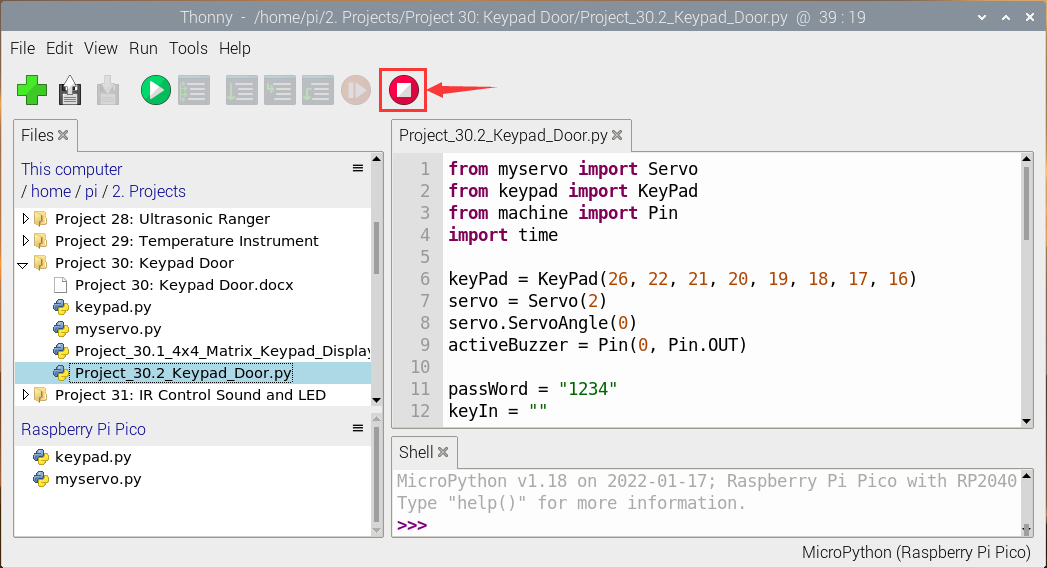 Thonny - /home/pi/2. Projects/Project 30: Keypad Door/Project_30.2_Keypad_Door.py @ 39 : 19
File Edit View Run Tools Help
Files
This computer
/ home / pi / 2. Projects
Project 28: Ultrasonic Ranger
Project 29: Temperature Instrument
Project 30: Keypad Door
Project 30: Keypad Door.docx
keypad.py
myservo.py
Project_30.1_4x4_Matrix_Keypad_Display
Project_30.2_Keypad_Door.py
Project 31: IR Control Sound and LED
Raspberry Pi Pico
keypad.py
myservo.py
Project_30.2_Keypad_Door.py
1 from myservo import Servo
2 from keypad import KeyPad
3 from machine import Pin
4 import time
5
6 keyPad = KeyPad(26, 22, 21, 20, 19, 18, 17, 16)
7 servo = Servo(2)
8 servo.ServoAngle(0)
9 activeBuzzer = Pin(0, Pin.OUT)
10
11 passWord = "1234"
12 keyIn = ""
Shell
MicroPython v1.18 on 2022-01-17; Raspberry Pi Pico with RP2040
Type "help()" for more information.
>>>
MicroPython (Raspberry Pi Pico)